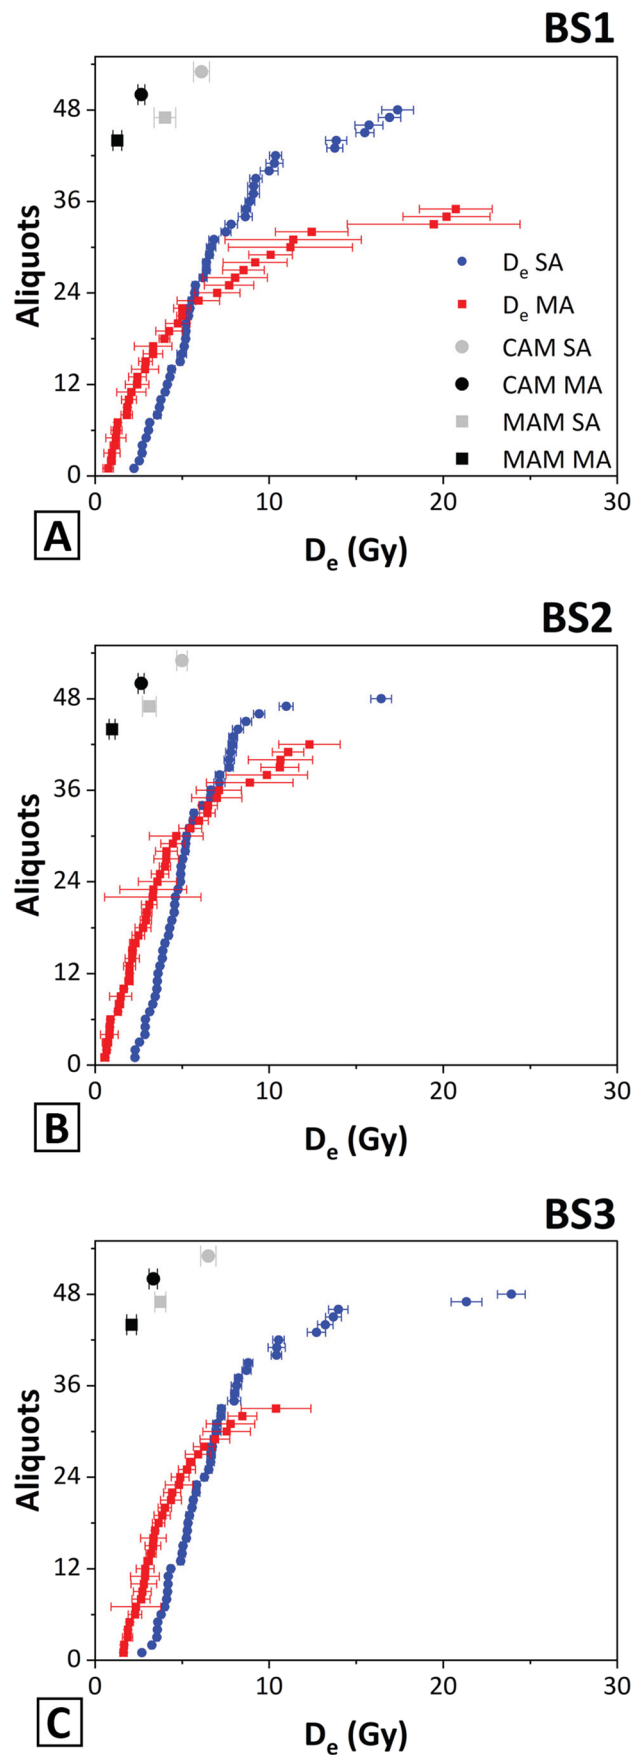 BS1
48
36
24
12
0
Aliquots
0 10 20 30
De (Gy)
De SA
De MA
CAM SA
CAM MA
MAM SA
MAM MA
A
BS2
48
36
24
12
0
Aliquots
0 10 20 30
De (Gy)
B
BS3
48
36
24
12
0
Aliquots
0 10 20 30
De (Gy)
C